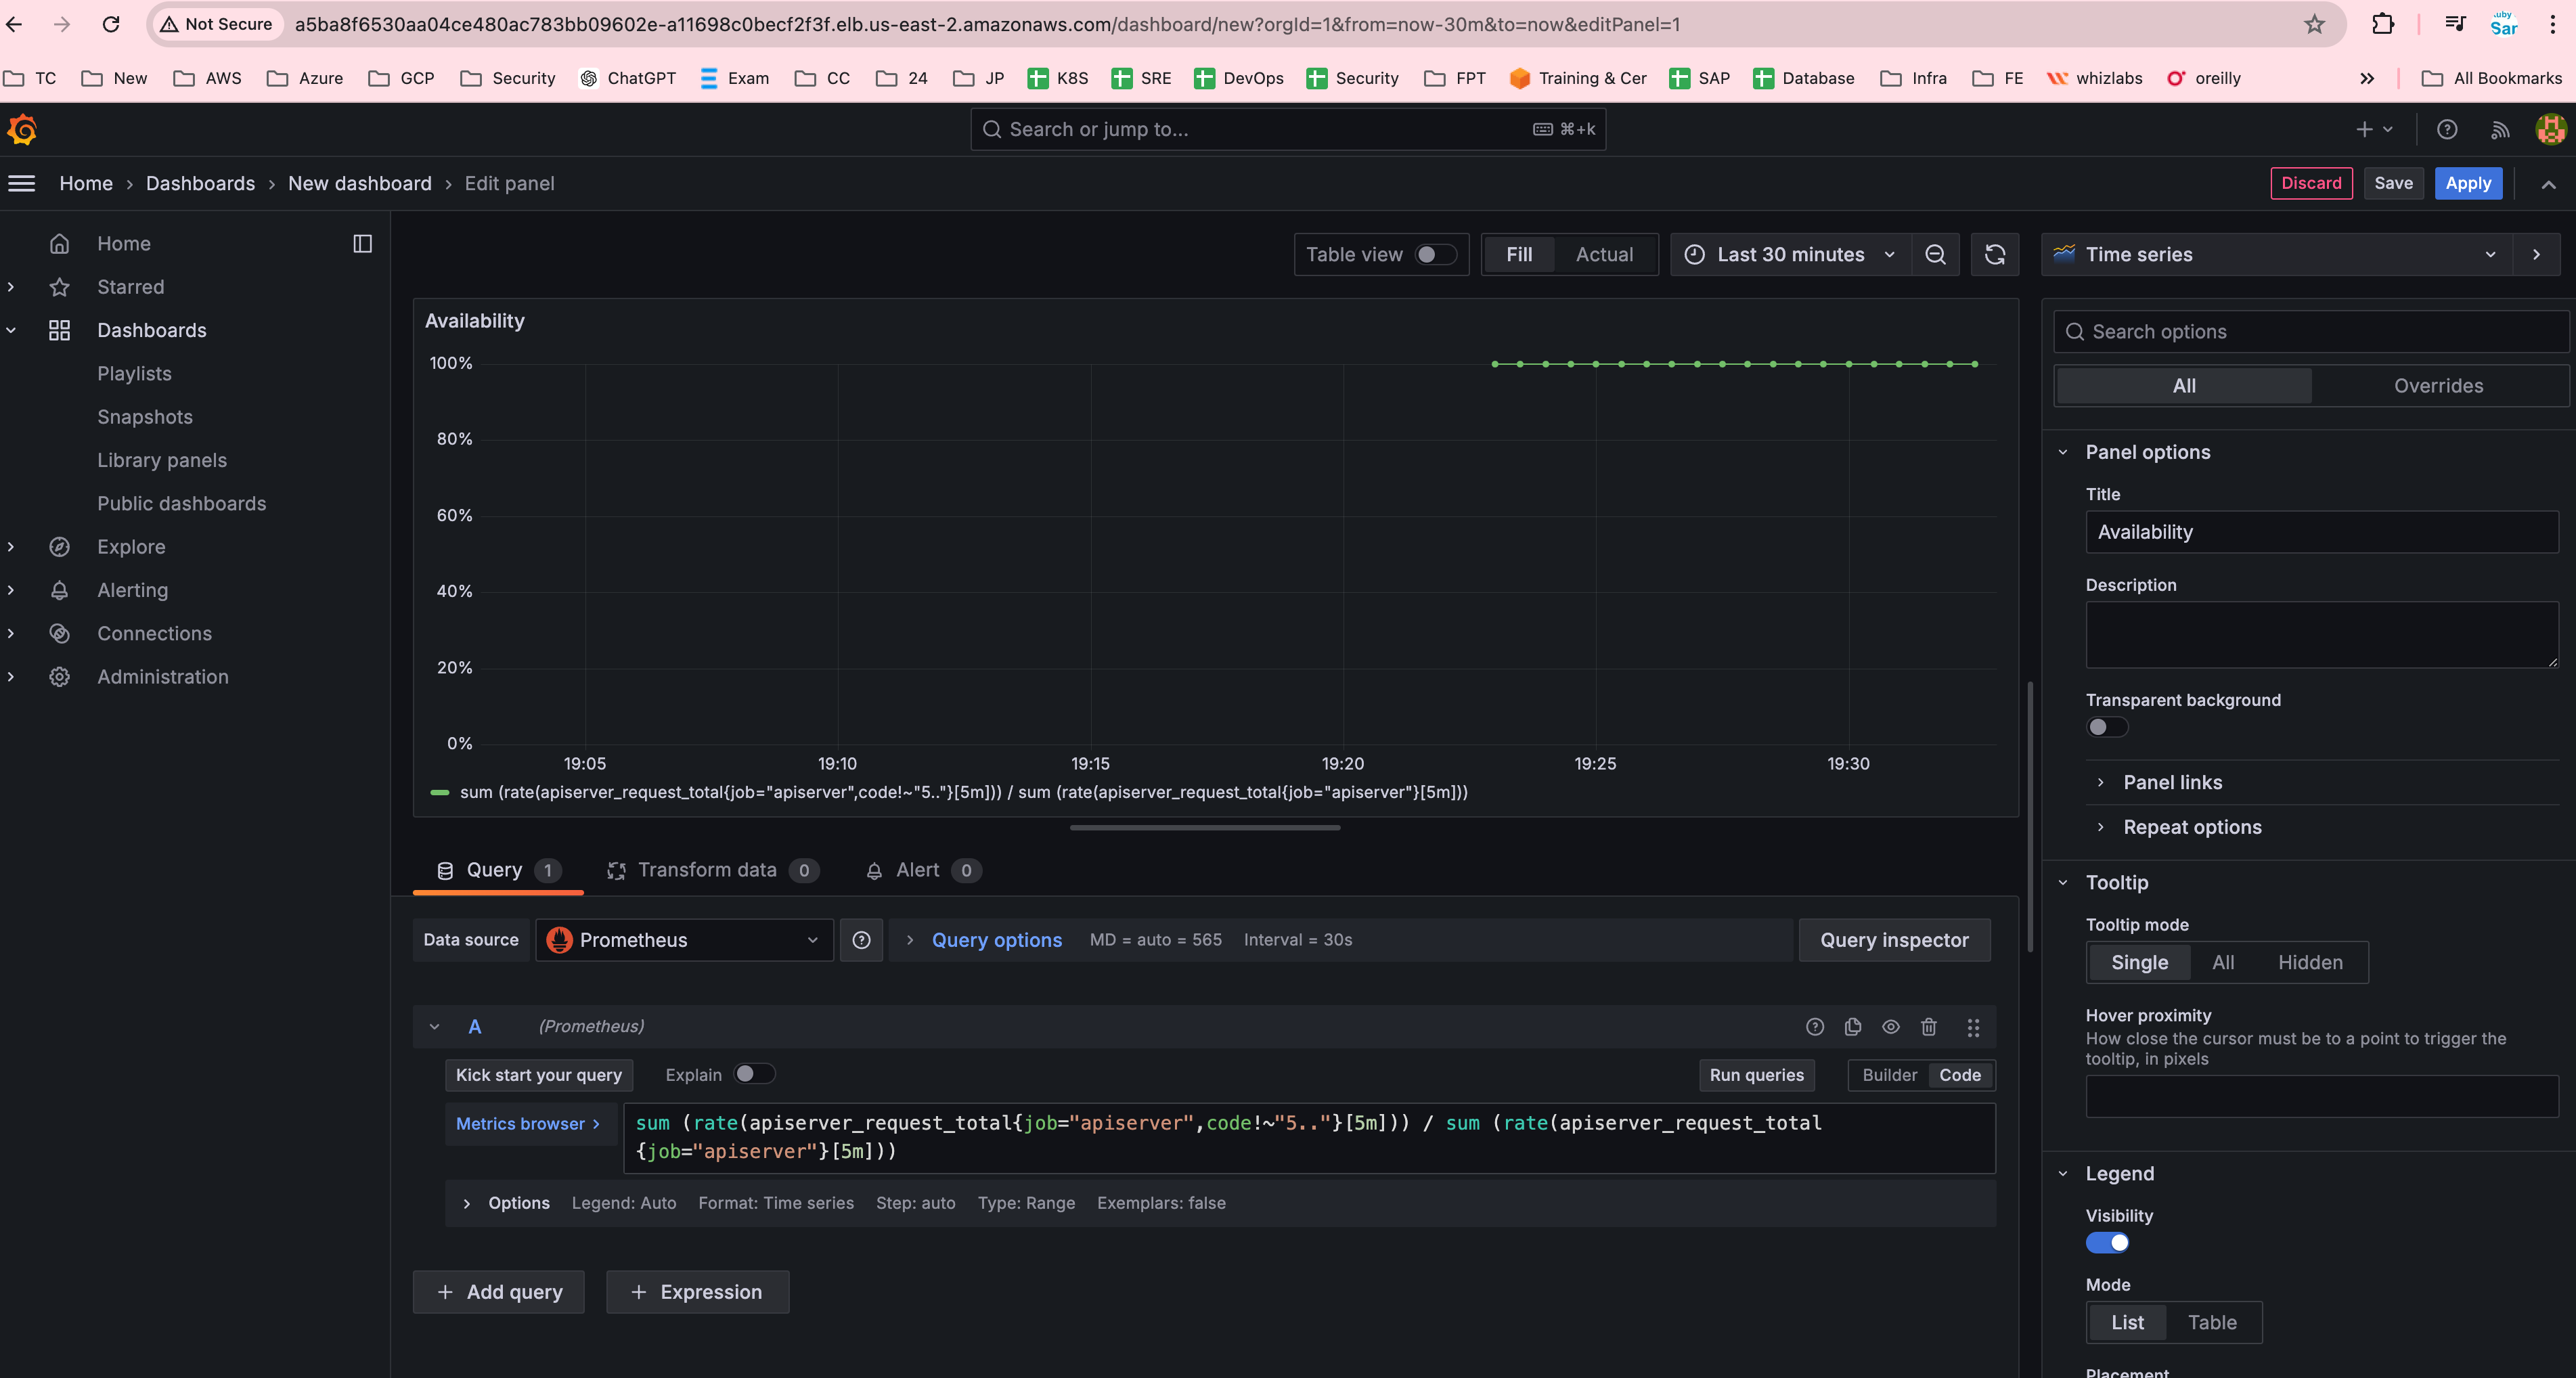 Not Secure a5ba8f6530aa04ce480ac783bb09602e-a11698c0becf2f3f.elb.us-east-2.amazonaws.com/dashboard/new?orgId=1&from=now-30m&to=now&editPanel=1
uby
Sar
TC New AWS Azure GCP Security ChatGPT Exam CC 24 JP K8S SRE DevOps Security FPT Training & Cer SAP Database Infra FE whizlabs oreilly » All Bookmarks
Search or jump to... ⌘+k
Home › Dashboards › New dashboard › Edit panel Discard Save Apply
Home
Starred
Dashboards
Playlists
Snapshots
Library panels
Public dashboards
Explore
Alerting
Connections
Administration
Table view Fill Actual Last 30 minutes
Availability
100%
80%
60%
40%
20%
0%
19:05 19:10 19:15 19:20 19:25 19:30
sum (rate(apiserver_request_total{job="apiserver",code!~"5.."}[5m])) / sum (rate(apiserver_request_total{job="apiserver"}[5m]))
Query 1 Transform data 0 Alert 0
Data source Prometheus Query options MD = auto = 565 Interval = 30s Query inspector
A (Prometheus)
Kick start your query Explain Run queries Builder Code
Metrics browser › sum (rate(apiserver_request_total{job="apiserver",code!~"5.."}[5m])) / sum (rate(apiserver_request_total
{job="apiserver"}[5m]))
Options Legend: Auto Format: Time series Step: auto Type: Range Exemplars: false
+ Add query + Expression
Time series
Search options
All Overrides
Panel options
Title
Availability
Description
Transparent background
Panel links
Repeat options
Tooltip
Tooltip mode
Single All Hidden
Hover proximity
How close the cursor must be to a point to trigger the
tooltip, in pixels
Legend
Visibility
Mode
List Table
Placement